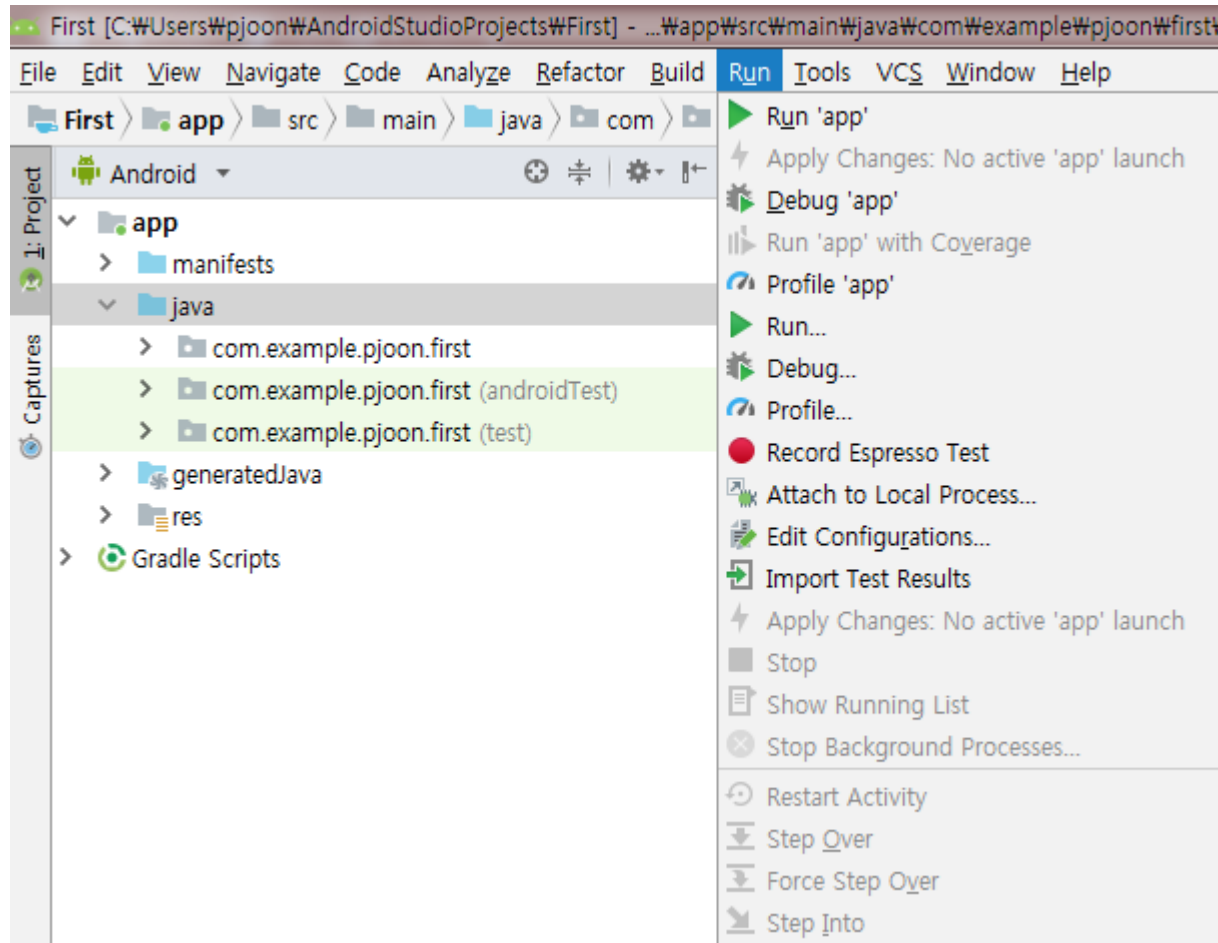 First [C:₩Users₩pjoon₩AndroidStudioProjects₩First] - ...₩app₩src₩main₩java₩com₩example₩pjoon₩first₩
File Edit View Navigate Code Analyze Refactor Build Run Tools VCS Window Help
First app src main java com
Android
1: Project
Captures
app
manifests
java
com.example.pjoon.first
com.example.pjoon.first (androidTest)
com.example.pjoon.first (test)
generatedJava
res
Gradle Scripts
Run 'app'
Apply Changes: No active 'app' launch
Debug 'app'
Run 'app' with Coverage
Profile 'app'
Run...
Debug...
Profile...
Record Espresso Test
Attach to Local Process...
Edit Configurations...
Import Test Results
Apply Changes: No active 'app' launch
Stop
Show Running List
Stop Background Processes...
Restart Activity
Step Over
Force Step Over
Step Into